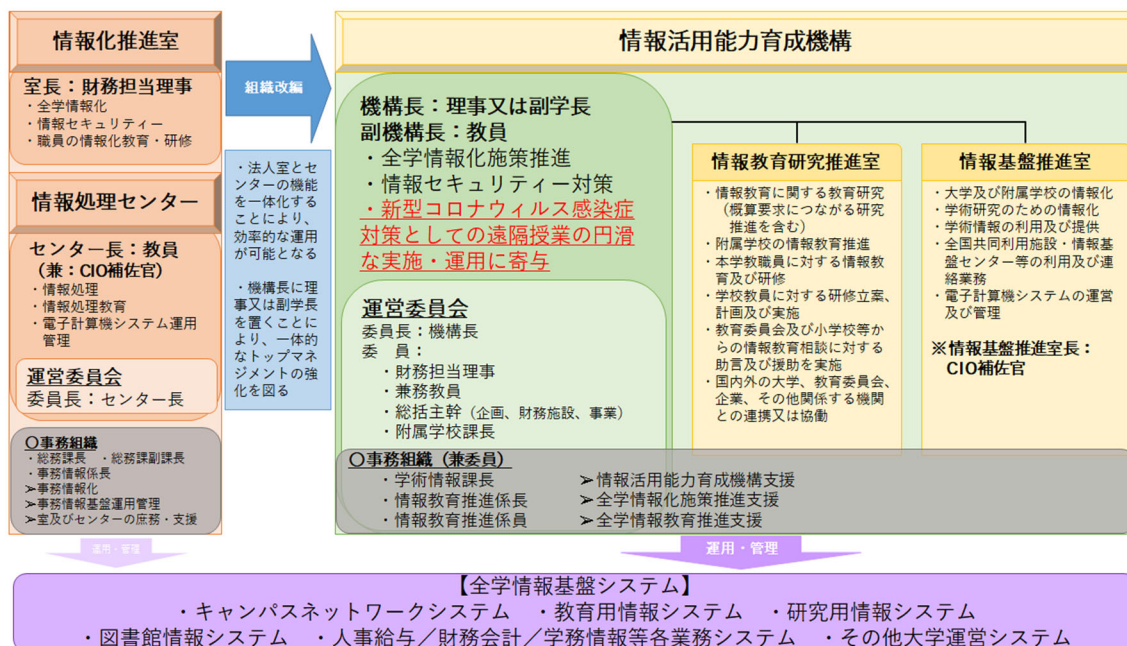 情報化推進室
室長：財務担当理事
・全学情報化
・情報セキュリティー
・職員の情報化教育・研修
情報処理センター
センター長：教員
（兼：CIO補佐官）
・情報処理
・情報処理教育
・電子計算機システム運用
管理
運営委員会
委員長：センター長
〇事務組織
・総務課長　・総務課副課長
・事務情報係長
➢事務情報化
➢事務情報基盤運用管理
➢室及びセンターの庶務・支援
運用・管理
組織改編
・法人室とセ
ンターの機能
を一体化する
ことにより、
効率的な運用
が可能となる
・機構長に理
事又は副学長
を置くことに
より、一体的
なトップマネ
ジメントの強
化を図る
情報活用能力育成機構
機構長：理事又は副学長
副機構長：教員
・全学情報化施策推進
・情報セキュリティー対策
・新型コロナウィルス感染症
対策としての遠隔授業の円滑
な実施・運用に寄与
運営委員会
委員長：機構長
委　員：
・財務担当理事
・兼務教員
・総括主幹（企画、財務施設、事業）
・附属学校課長
情報教育研究推進室
・情報教育に関する教育研究
（概算要求につながる研究
推進を含む）
・附属学校の情報教育推進
・本学教職員に対する情報教
育及び研修
・学校教員に対する研修立案、
計画及び実施
・教育委員会及び小学校等か
らの情報教育相談に対する
助言及び援助を実施
・国内外の大学、教育委員会、
企業、その他関係する機関
との連携又は協働
情報基盤推進室
・大学及び附属学校の情報化
・学術研究のための情報化
・学術情報の利用及び提供
・全国共同利用施設・情報基
盤センター等の利用及び連
絡業務
・電子計算機システムの運営
及び管理
※情報基盤推進室長：
CIO補佐官
〇事務組織（兼委員）
・学術情報課長
・情報教育推進係長
・情報教育推進係員
➢情報活用能力育成機構支援
➢全学情報化施策推進支援
➢全学情報教育推進支援
運用・管理
【全学情報基盤システム】
・キャンパスネットワークシステム　・教育用情報システム　・研究用情報システム
・図書館情報システム　・人事給与／財務会計／学務情報等各業務システム　・その他大学運営システム